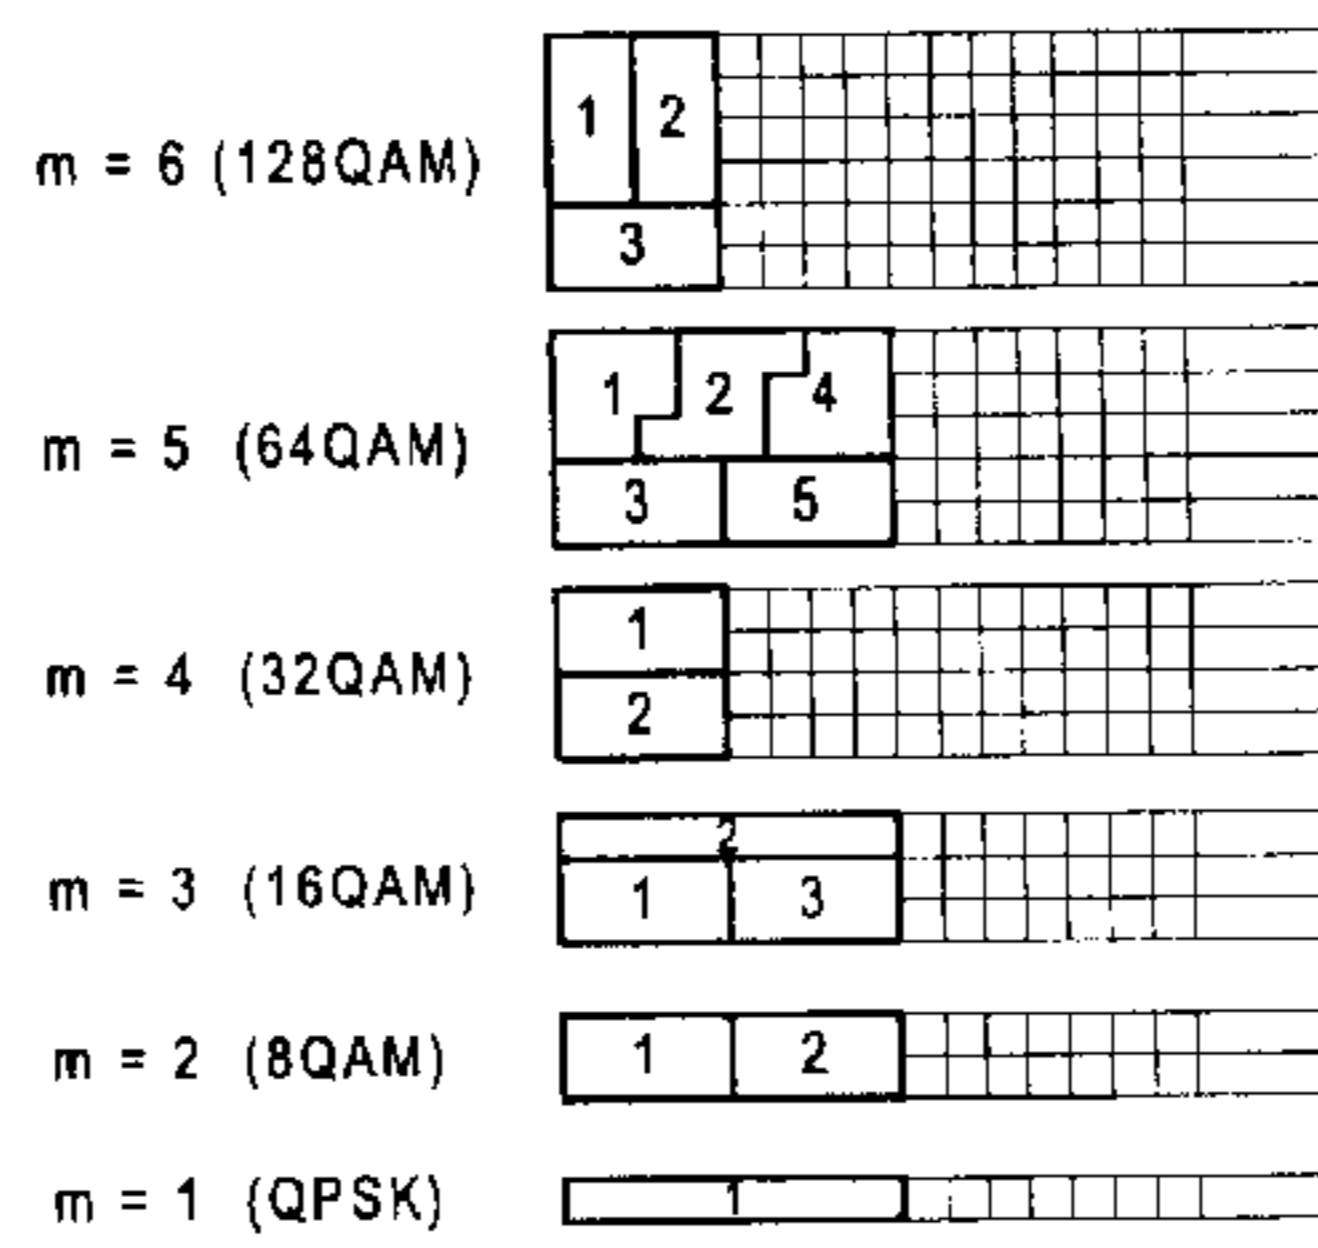 m = 6 (128QAM)
1 2
3
m = 5 (64QAM)
1 2 4
3 5
m = 4 (32QAM)
1
2
m = 3 (16QAM)
2
1 3
m = 2 (8QAM)
1 2
m = 1 (QPSK)
1